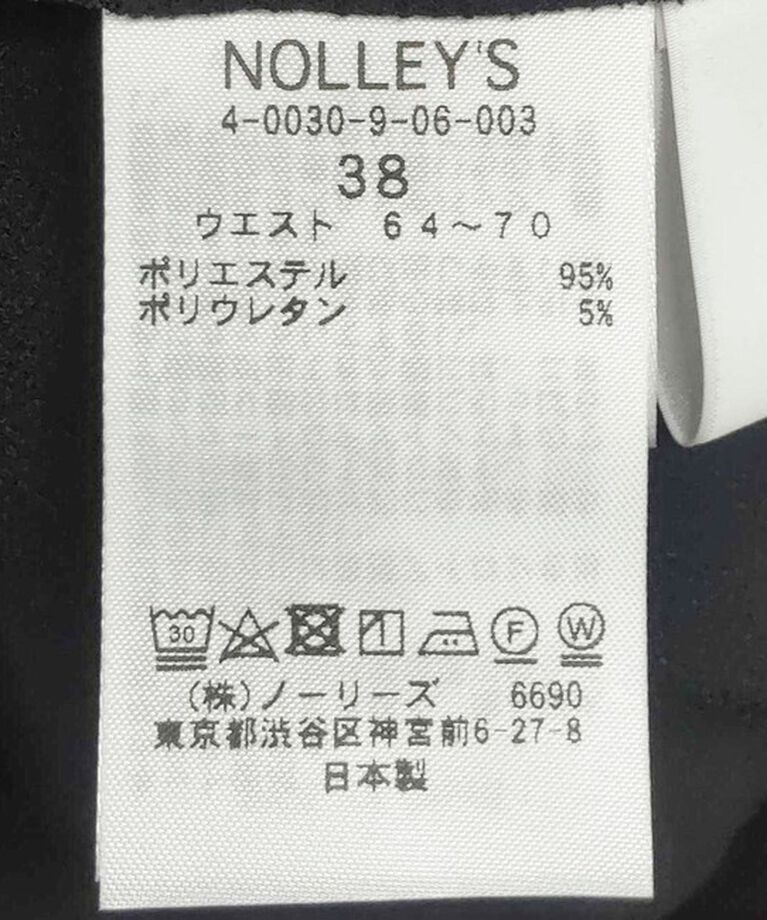 NOLLEY'S
4-0030-9-06-003
38
ウエスト 64～70
ポリエステル 95%
ポリウレタン 5%
30 F W
(株)ノーリーズ 6690
東京都渋谷区神宮前6-27-8
日本製